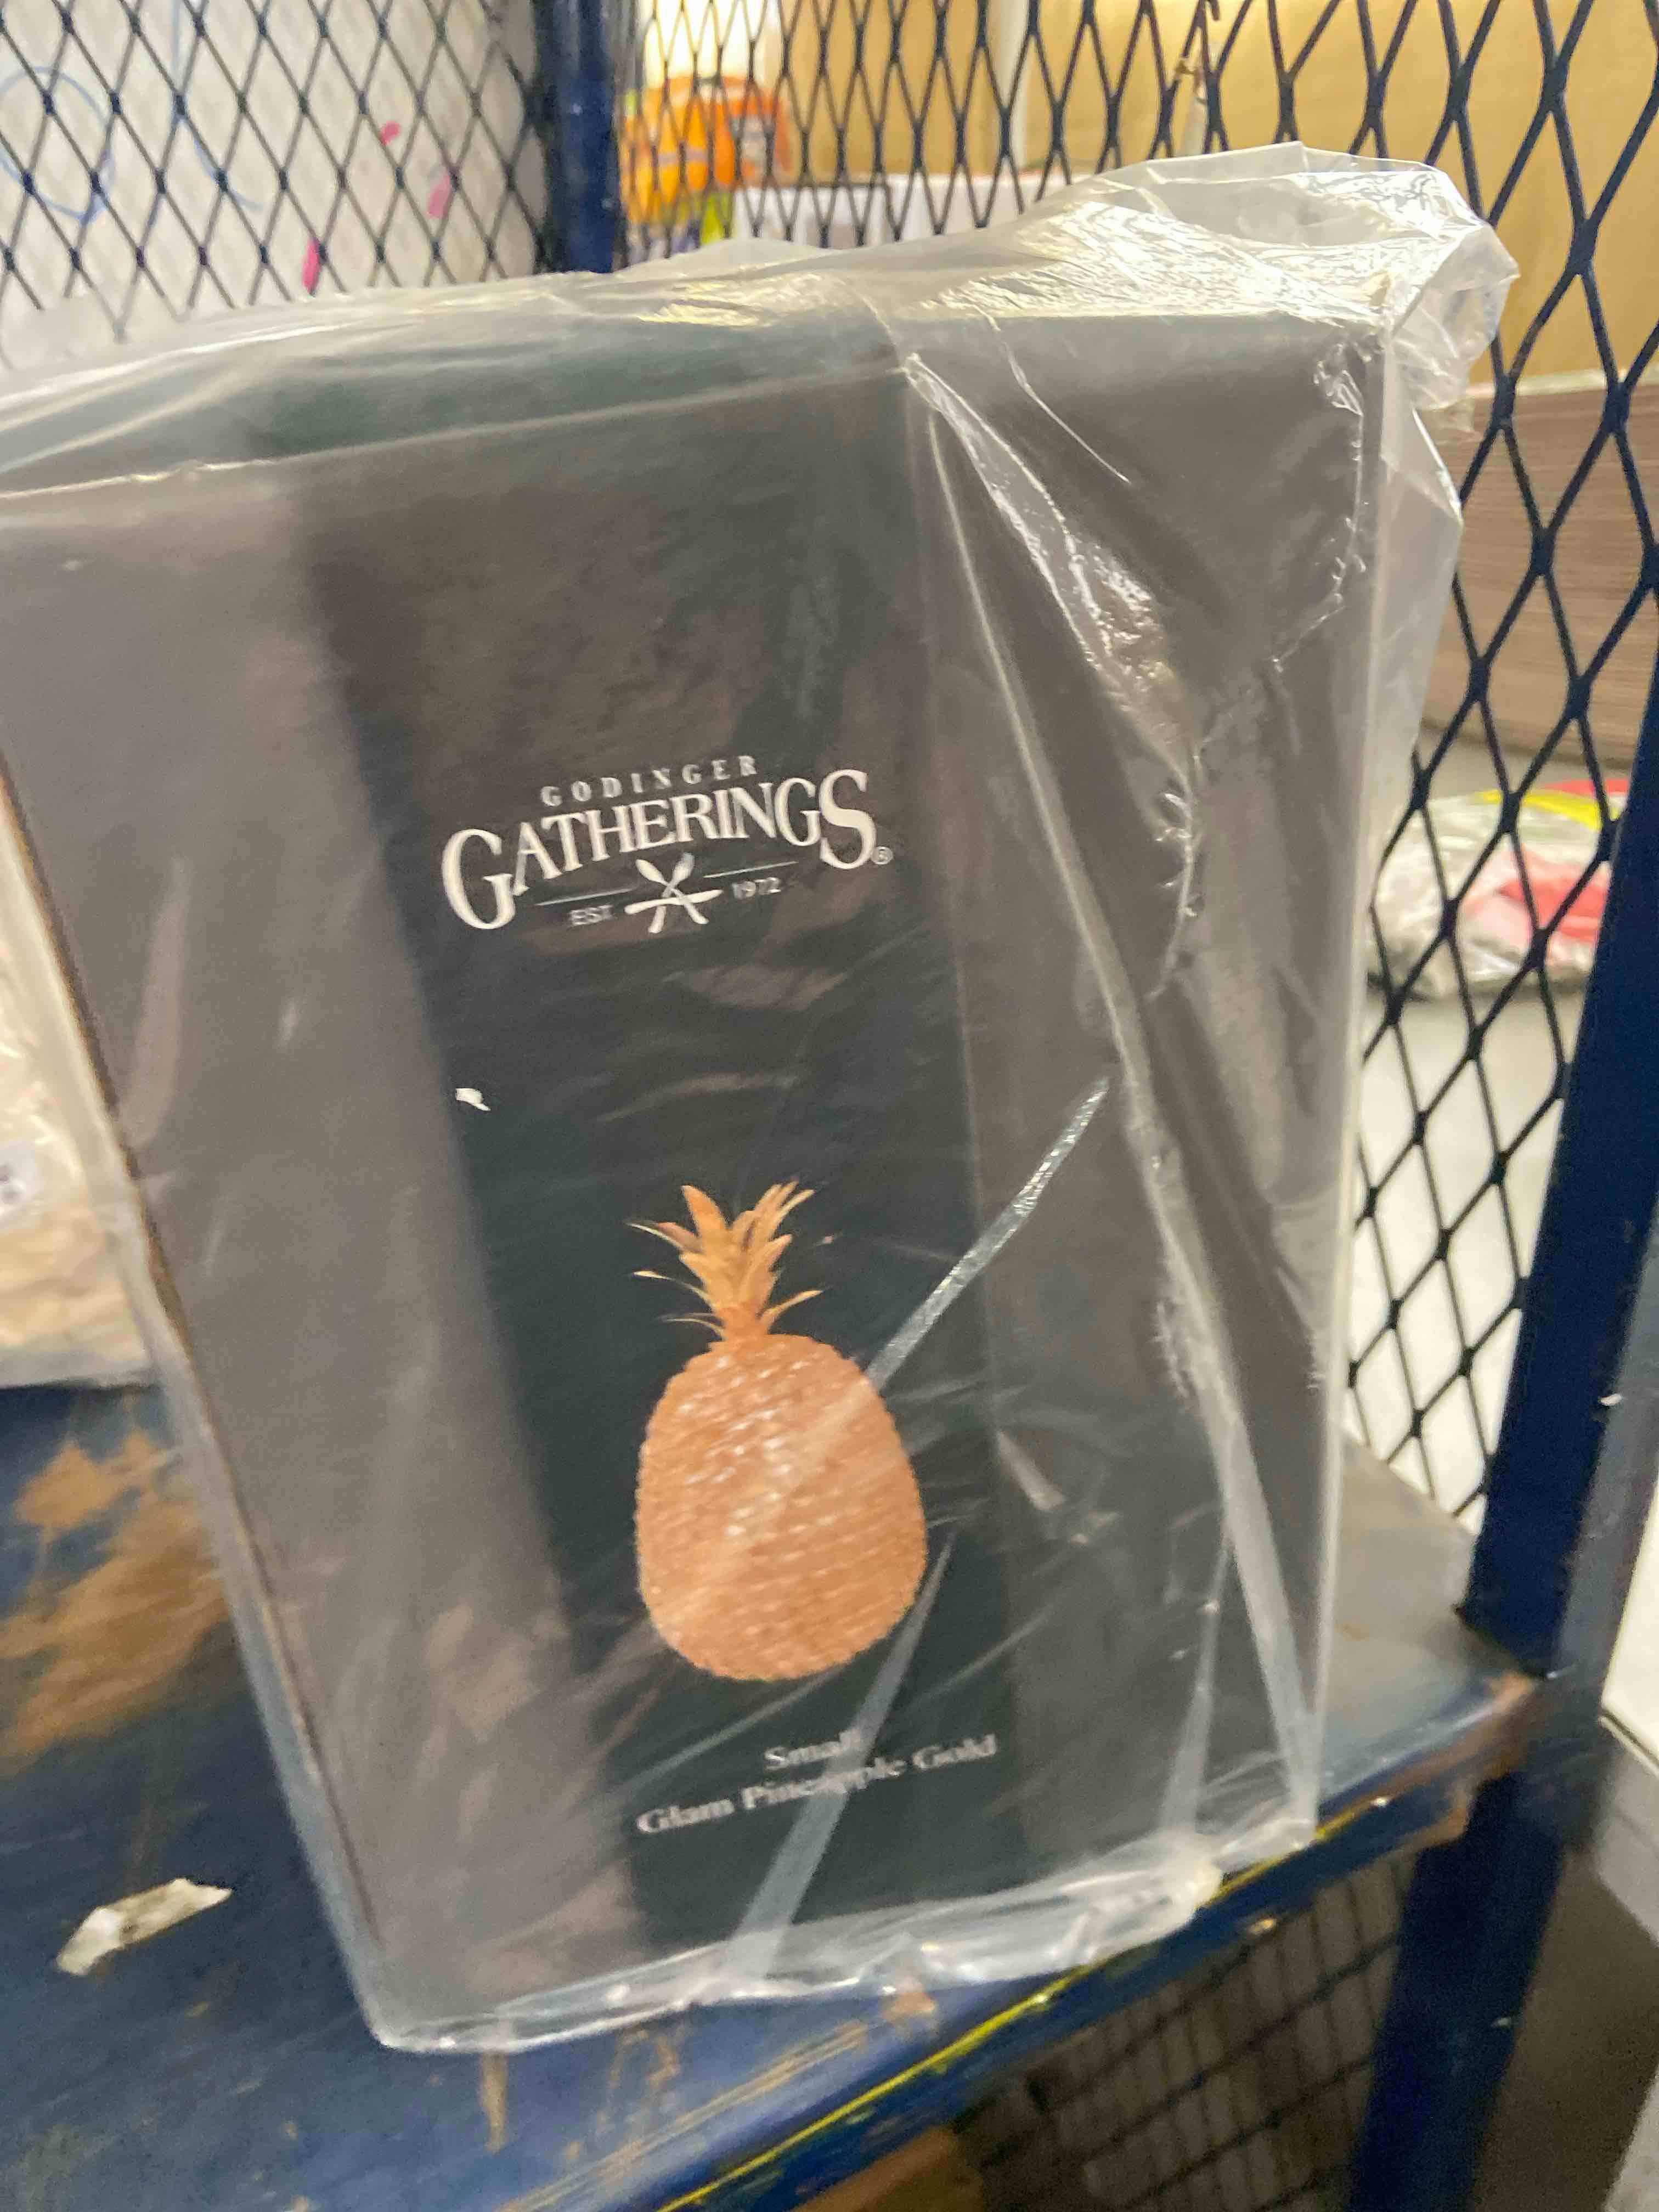 GODINGER
GATHERINGS®
EST. 1972
Small
Glam Pineapple Gold